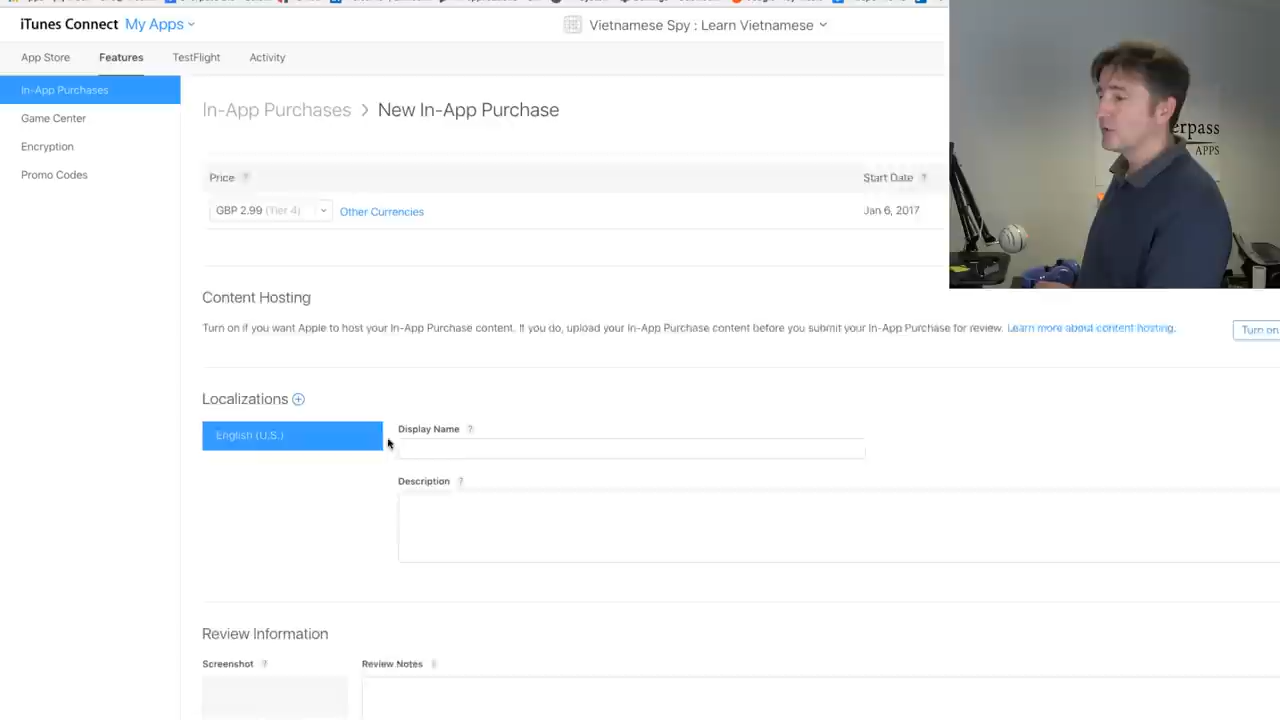 iTunes Connect My Apps
Vietnamese Spy : Learn Vietnamese
App Store Features TestFlight Activity
In-App Purchases
Game Center
Encryption
Promo Codes
In-App Purchases > New In-App Purchase
Price ? Start Date ?
GBP 2.99 (Tier 4) Other Currencies Jan 6, 2017
Content Hosting
Turn on if you want Apple to host your In-App Purchase content. If you do, upload your In-App Purchase content before you submit your In-App Purchase for review. Learn more about content hosting. Turn on
Localizations
English (U.S.)
Display Name ?
Description ?
Review Information
Screenshot ? Review Notes
erpass
APPS